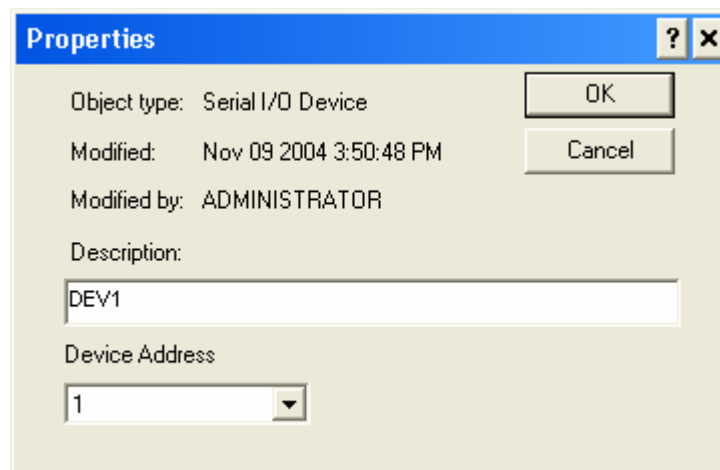 Properties
Object type: Serial I/O Device
OK
Modified: Nov 09 2004 3:50:48 PM
Cancel
Modified by: ADMINISTRATOR
Description:
DEV1
Device Address
1